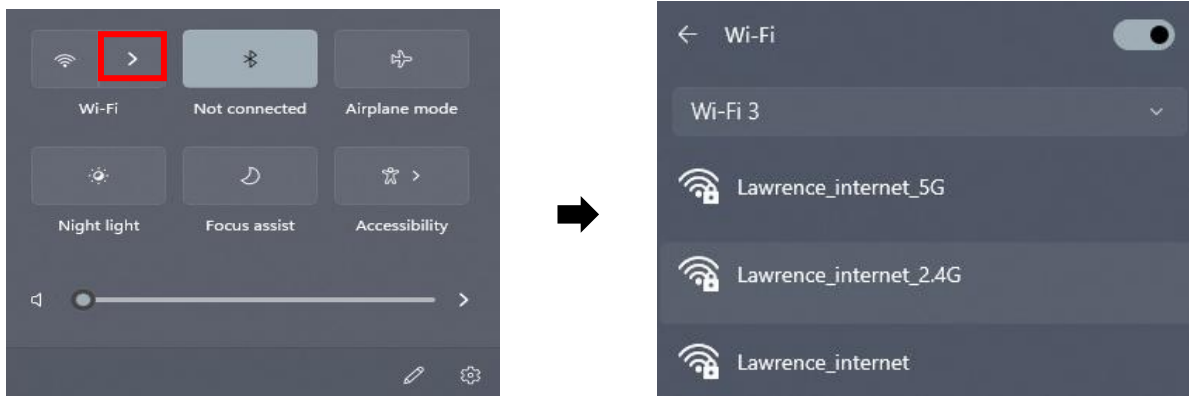 Wi-Fi
Not connected
Airplane mode
Night light
Focus assist
Accessibility
Wi-Fi
Wi-Fi 3
Lawrence_internet_5G
Lawrence_internet_2.4G
Lawrence_internet